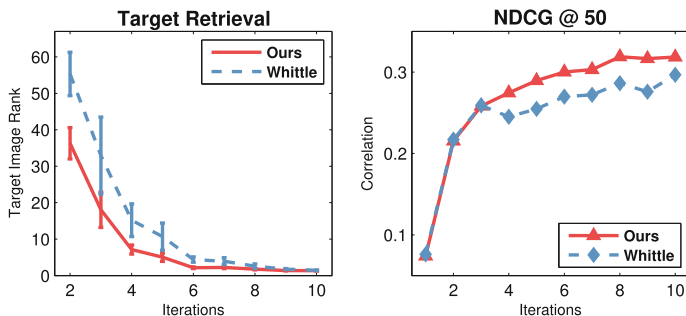 Target Retrieval
Target Image Rank
60
50
40
30
20
10
0
2 4 6 8 10
Iterations
Ours
Whittle
NDCG @ 50
Correlation
0.3
0.2
0.1
2 4 6 8 10
Iterations
Ours
Whittle